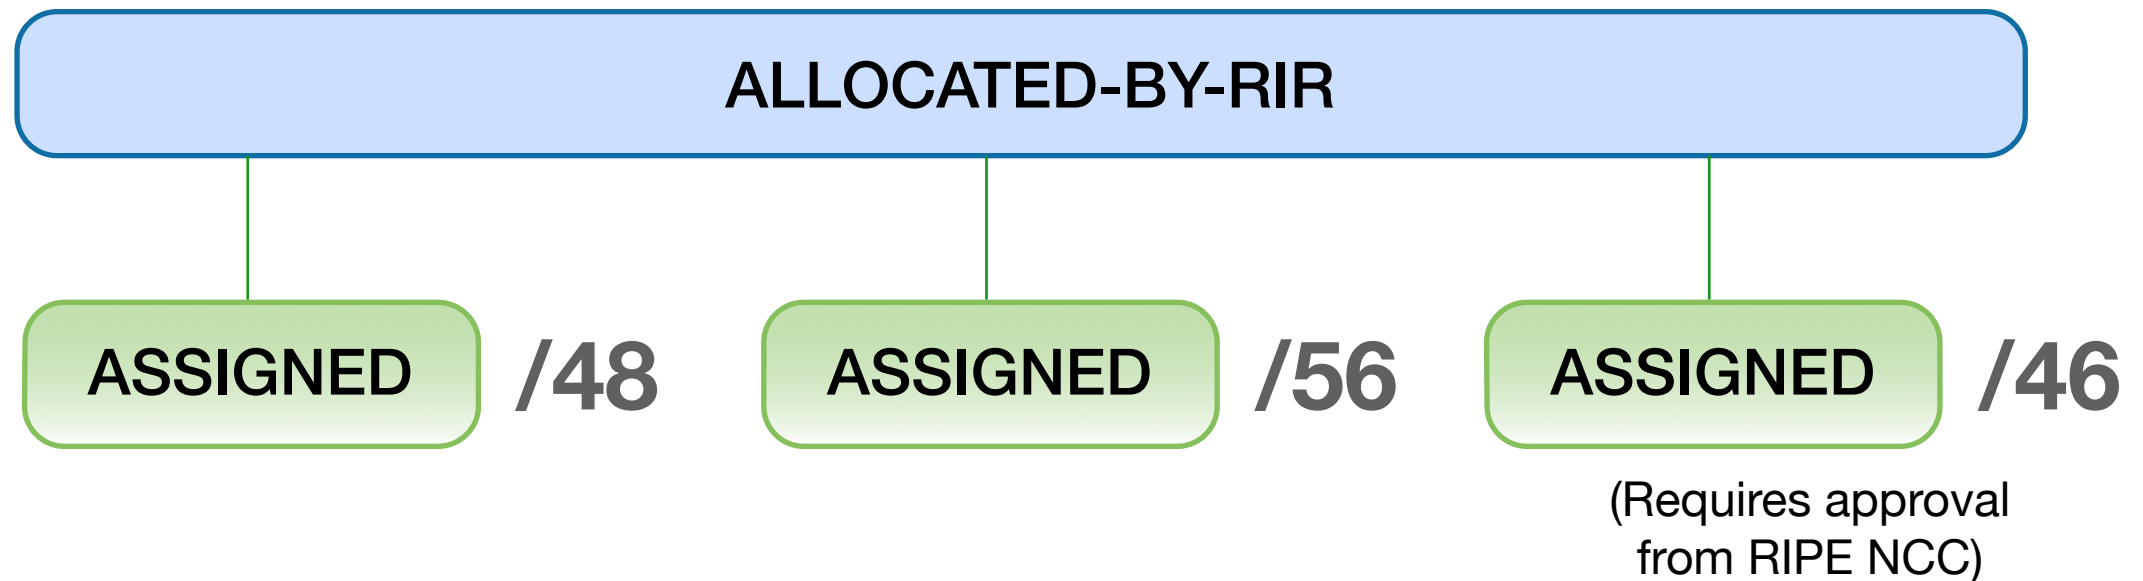 ALLOCATED-BY-RIR
ASSIGNED /48
ASSIGNED /56
ASSIGNED /46
(Requires approval
from RIPE NCC)